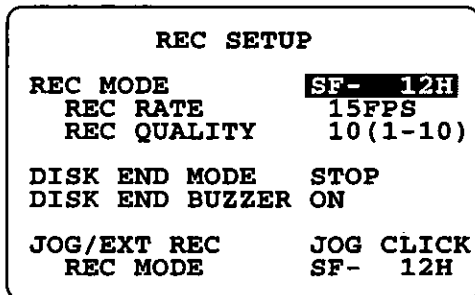 REC SETUP
REC MODE SF- 12H
REC RATE 15FPS
REC QUALITY 10(1-10)
DISK END MODE STOP
DISK END BUZZER ON
JOG/EXT REC JOG CLICK
REC MODE SF- 12H